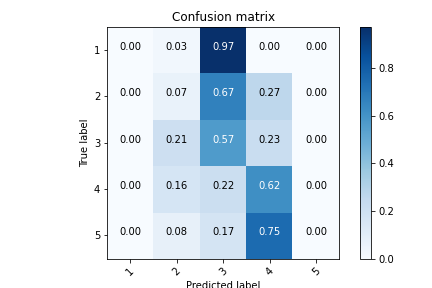 Confusion matrix
True label
1 0.00 0.03 0.97 0.00 0.00
2 0.00 0.07 0.67 0.27 0.00
3 0.00 0.21 0.57 0.23 0.00
4 0.00 0.16 0.22 0.62 0.00
5 0.00 0.08 0.17 0.75 0.00
1 2 3 4 5
Predicted label
0.8
0.6
0.4
0.2
0.0